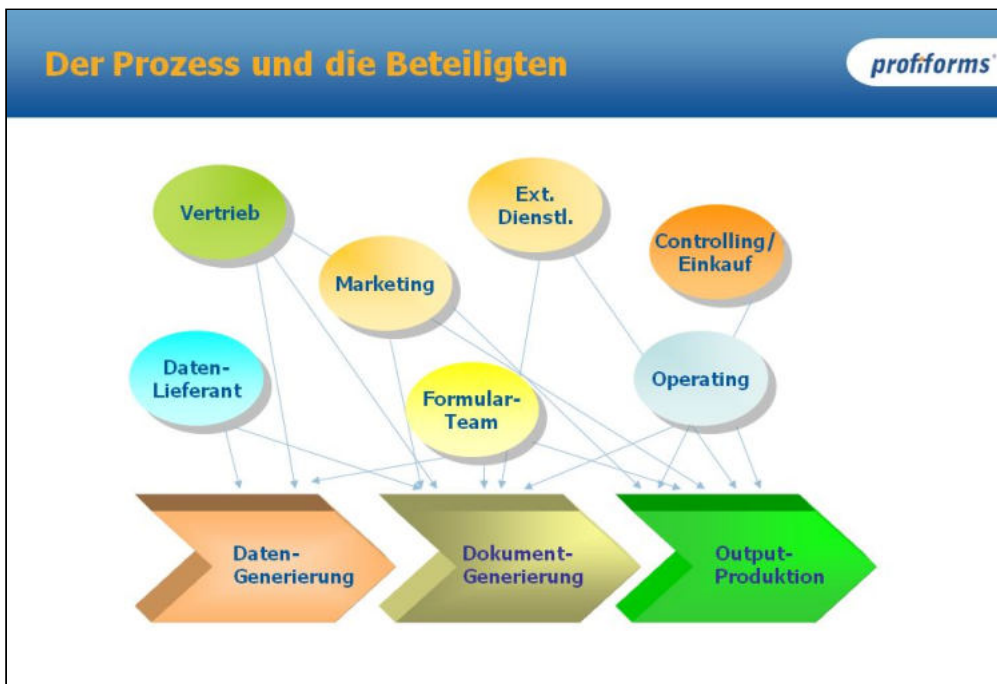 Der Prozess und die Beteiligten
profiforms®
Vertrieb
Ext.
Dienstl.
Controlling/
Einkauf
Marketing
Daten-
Lieferant
Formular-
Team
Operating
Daten-
Generierung
Dokument-
Generierung
Output-
Produktion